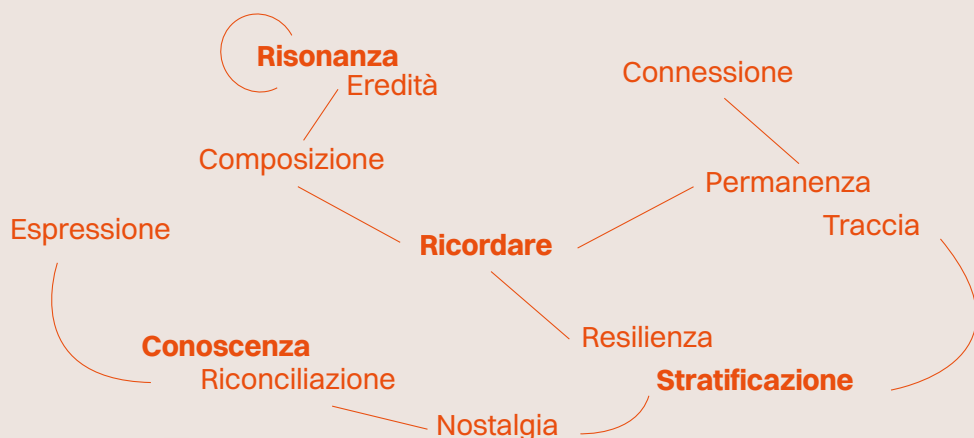 Risonanza
Eredità
Connessione
Composizione
Permanenza
Espressione
Traccia
Ricordare
Conoscenza
Resilienza
Riconciliazione
Stratificazione
Nostalgia